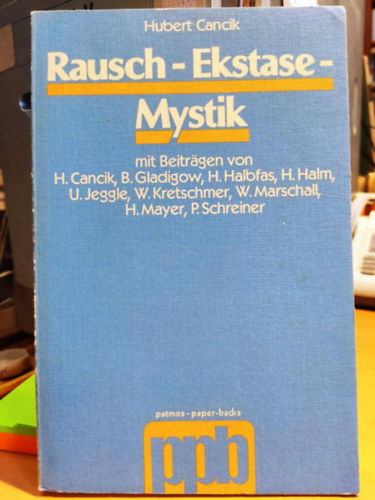 Hubert Cancik
Rausch - Ekstase -
Mystik
mit Beiträgen von
H. Cancik, B. Gladigow, H. Halbfas, H. Halm,
U. Jeggle, W. Kretschmer, W. Marschall,
H. Mayer, P. Schreiner
patmos-paper-backs
ppb